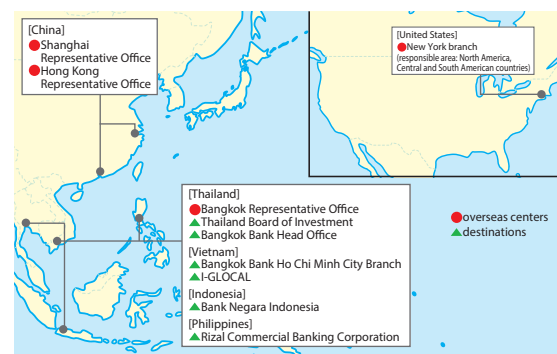 [China]
Shanghai
Representative Office
Hong Kong
Representative Office
[United States]
New York branch
(responsible area: North America,
Central and South American countries)
[Thailand]
Bangkok Representative Office
Thailand Board of Investment
Bangkok Bank Head Office
[Vietnam]
Bangkok Bank Ho Chi Minh City Branch
I-GLOCAL
[Indonesia]
Bank Negara Indonesia
[Philippines]
Rizal Commercial Banking Corporation
overseas centers
destinations